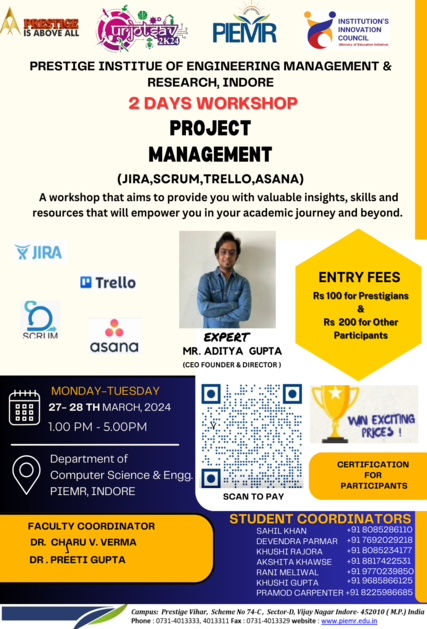 PRESTIGE
IS ABOVE ALL
unjotsav
2K24
PIEMR
INSTITUTION'S
INNOVATION
COUNCIL
(Ministry of Education Initiative)
PRESTIGE INSTITUE OF ENGINEERING MANAGEMENT &
RESEARCH, INDORE
2 DAYS WORKSHOP
PROJECT
MANAGEMENT
(JIRA,SCRUM,TRELLO,ASANA)
A workshop that aims to provide you with valuable insights, skills and
resources that will empower you in your academic journey and beyond.
JIRA
Trello
SCRUM
asana
EXPERT
MR. ADITYA GUPTA
(CEO FOUNDER & DIRECTOR )
ENTRY FEES
Rs 100 for Prestigians
&
Rs 200 for Other
Participants
MONDAY-TUESDAY
27- 28 TH MARCH, 2024
1.00 PM - 5.00PM
Department of
Computer Science & Engg.
PIEMR, INDORE
SCAN TO PAY
WIN EXCITING
PRICES !
CERTIFICATION
FOR
PARTICIPANTS
FACULTY COORDINATOR
DR. CHARU V. VERMA
DR . PREETI GUPTA
STUDENT COORDINATORS
SAHIL KHAN +91 8085286110
DEVENDRA PARMAR +91 7692029218
KHUSHI RAJORA +91 8085234177
AKSHITA KHAWSE +91 8817422531
RANI MELIWAL +91 9770239850
KHUSHI GUPTA +91 9685866125
PRAMOD CARPENTER +91 8225986685
Campus: Prestige Vihar, Scheme No 74-C , Sector-D, Vijay Nagar Indore- 452010 ( M.P.) India
Phone : 0731-4013333, 4013311 Fax : 0731-4013329 website : www.piemr.edu.in